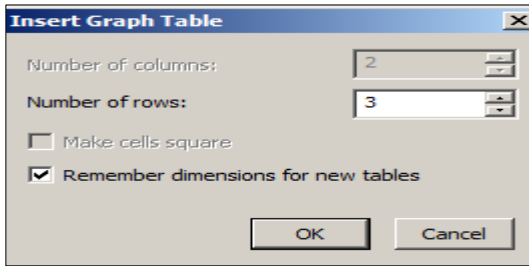 Insert Graph Table
Number of columns: 2
Number of rows: 3
Make cells square
Remember dimensions for new tables
OK Cancel